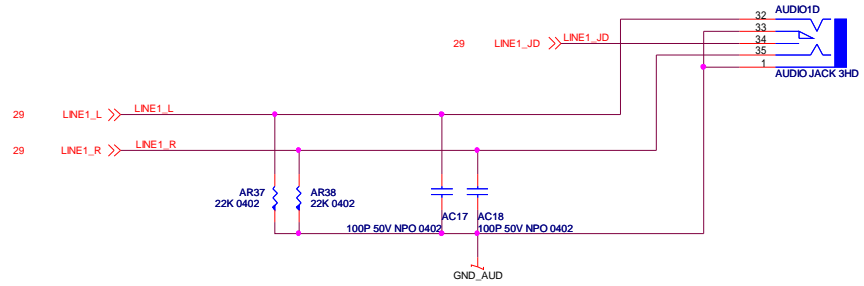 AUDIO1D
32
33
34
35
1
AUDIO JACK 3HD
29 LINE1_JD LINE1_JD
29 LINE1_L LINE1_L
29 LINE1_R LINE1_R
AR37
22K 0402
AR38
22K 0402
AC17
100P 50V NPO 0402
AC18
100P 50V NPO 0402
GND_AUD